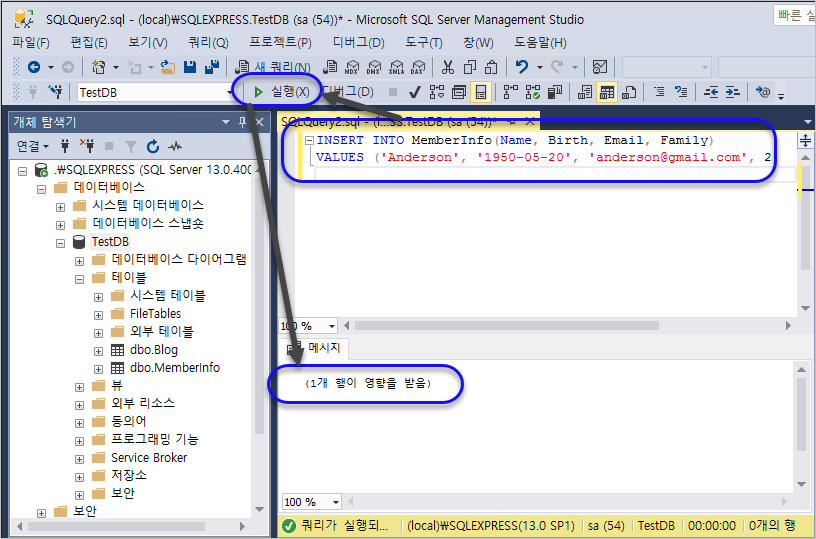 SQLQuery2.sql - (local)₩SQLEXPRESS.TestDB (sa (54))* - Microsoft SQL Server Management Studio
빠른 실
파일(F) 편집(E) 보기(V) 쿼리(Q) 프로젝트(P) 디버그(D) 도구(T) 창(W) 도움말(H)
새 쿼리(N) MDX DMX XMLA DAX
TestDB 실행(X) 디버그(D)
개체 탐색기
SQLQuery2.sql - (l...SS.TestDB (sa (54))*
연결
.₩SQLEXPRESS (SQL Server 13.0.400
데이터베이스
시스템 데이터베이스
데이터베이스 스냅숏
TestDB
데이터베이스 다이어그램
테이블
시스템 테이블
FileTables
외부 테이블
dbo.Blog
dbo.MemberInfo
뷰
외부 리소스
동의어
프로그래밍 기능
Service Broker
저장소
보안
보안
INSERT INTO MemberInfo(Name, Birth, Email, Family)
VALUES ('Anderson', '1950-05-20', 'anderson@gmail.com', 2
100 %
메시지
(1개 행이 영향을 받음)
100 %
쿼리가 실행되... (local)₩SQLEXPRESS(13.0 SP1) sa (54) TestDB 00:00:00 0개의 행